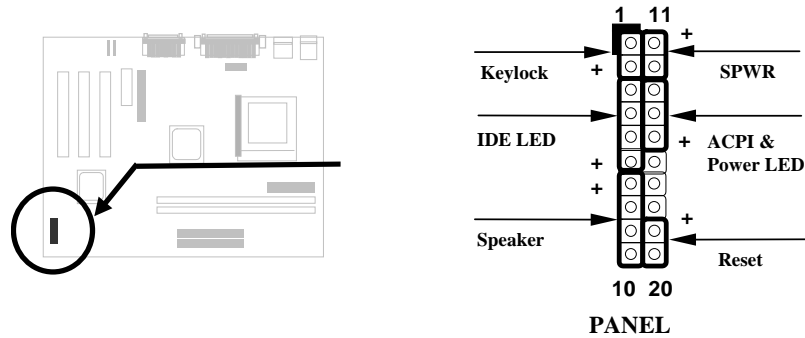 1 11
+
Keylock
+
SPWR
IDE LED
+
ACPI &
Power LED
+
+
+
Speaker
Reset
10 20
PANEL